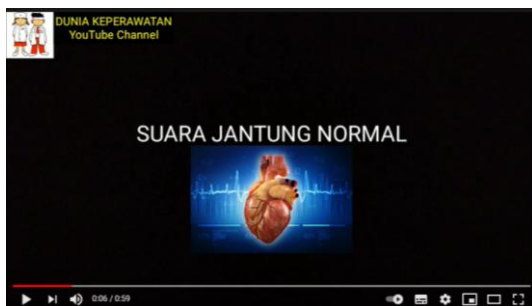 DUNIA KEPERAWATAN
YouTube Channel
SUARA JANTUNG NORMAL
0:06 / 0:59